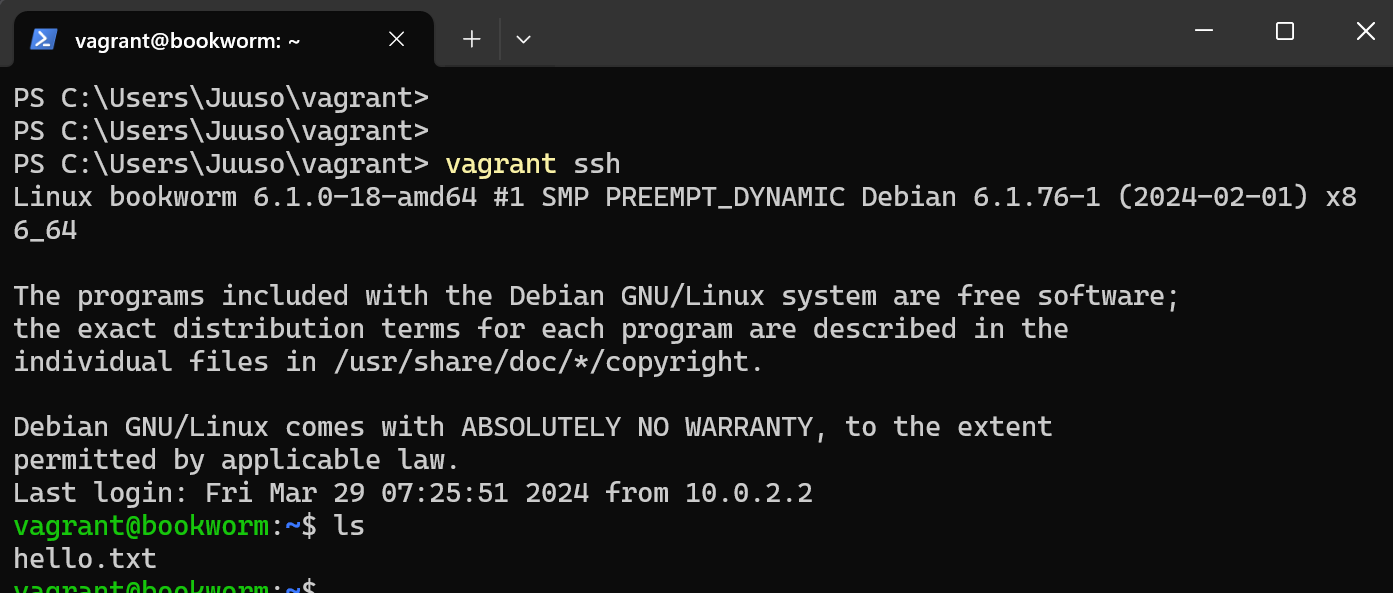 vagrant@bookworm: ~
PS C:\Users\Juuso\vagrant>
PS C:\Users\Juuso\vagrant>
PS C:\Users\Juuso\vagrant> vagrant ssh
Linux bookworm 6.1.0-18-amd64 #1 SMP PREEMPT_DYNAMIC Debian 6.1.76-1 (2024-02-01) x8
6_64
The programs included with the Debian GNU/Linux system are free software;
the exact distribution terms for each program are described in the
individual files in /usr/share/doc/*/copyright.
Debian GNU/Linux comes with ABSOLUTELY NO WARRANTY, to the extent
permitted by applicable law.
Last login: Fri Mar 29 07:25:51 2024 from 10.0.2.2
vagrant@bookworm:~$ ls
hello.txt
vagrant@bookworm:~$